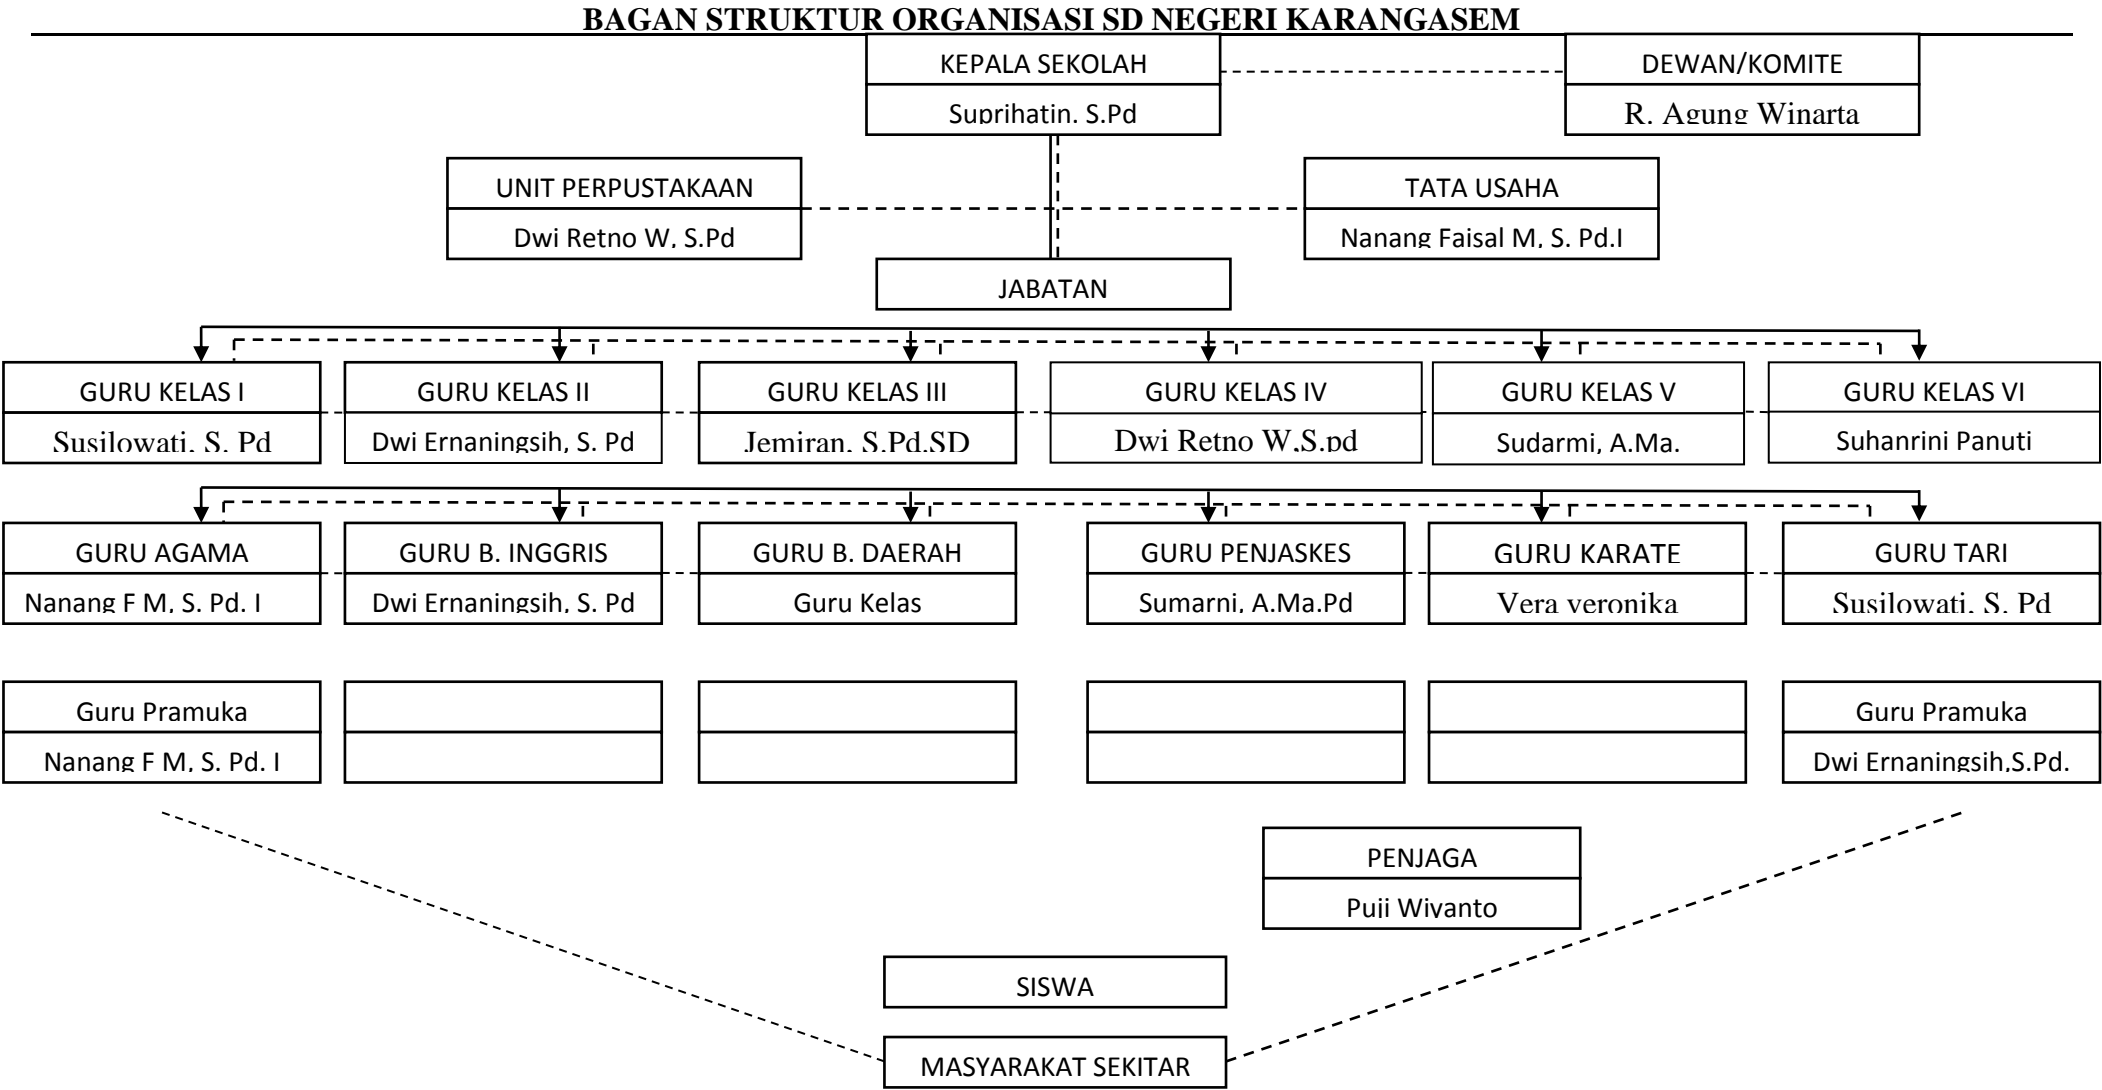 BAGAN STRUKTUR ORGANISASI SD NEGERI KARANGASEM
KEPALA SEKOLAH
Suprihatin. S.Pd
DEWAN/KOMITE
R. Agung Winarta
UNIT PERPUSTAKAAN
Dwi Retno W, S.Pd
TATA USAHA
Nanang Faisal M, S. Pd.I
JABATAN
GURU KELAS I
Susilowati, S. Pd
GURU KELAS II
Dwi Ernaningsih, S. Pd
GURU KELAS III
Jemiran, S.Pd.SD
GURU KELAS IV
Dwi Retno W,S.pd
GURU KELAS V
Sudarmi, A.Ma.
GURU KELAS VI
Suhanrini Panuti
GURU AGAMA
Nanang F M, S. Pd. I
GURU B. INGGRIS
Dwi Ernaningsih, S. Pd
GURU B. DAERAH
Guru Kelas
GURU PENJASKES
Sumarni, A.Ma.Pd
GURU KARATE
Vera veronika
GURU TARI
Susilowati, S. Pd
Guru Pramuka
Nanang F M, S. Pd. I
Guru Pramuka
Dwi Ernaningsih,S.Pd.
PENJAGA
Puji Wiyanto
SISWA
MASYARAKAT SEKITAR